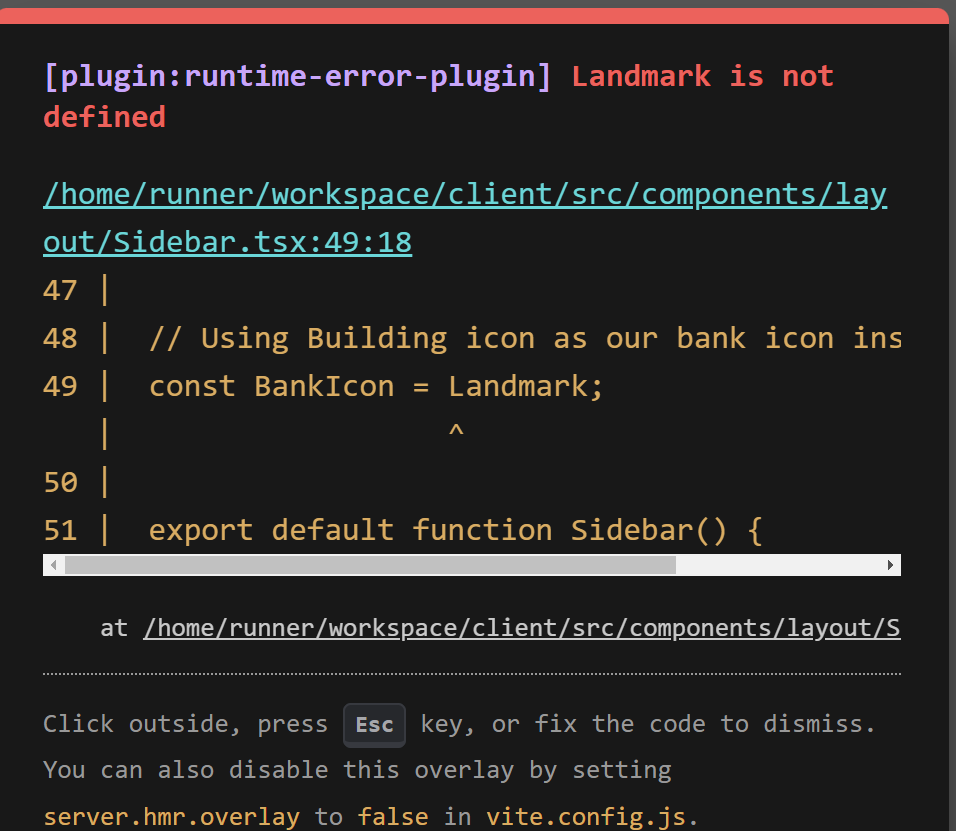 [plugin:runtime-error-plugin] Landmark is not
defined
/home/runner/workspace/client/src/components/lay
out/Sidebar.tsx:49:18
47 |
48 |  // Using Building icon as our bank icon ins
49 |  const BankIcon = Landmark;
   |                   ^
50 |
51 |  export default function Sidebar() {
at /home/runner/workspace/client/src/components/layout/S
Click outside, press Esc key, or fix the code to dismiss.
You can also disable this overlay by setting
server.hmr.overlay to false in vite.config.js.